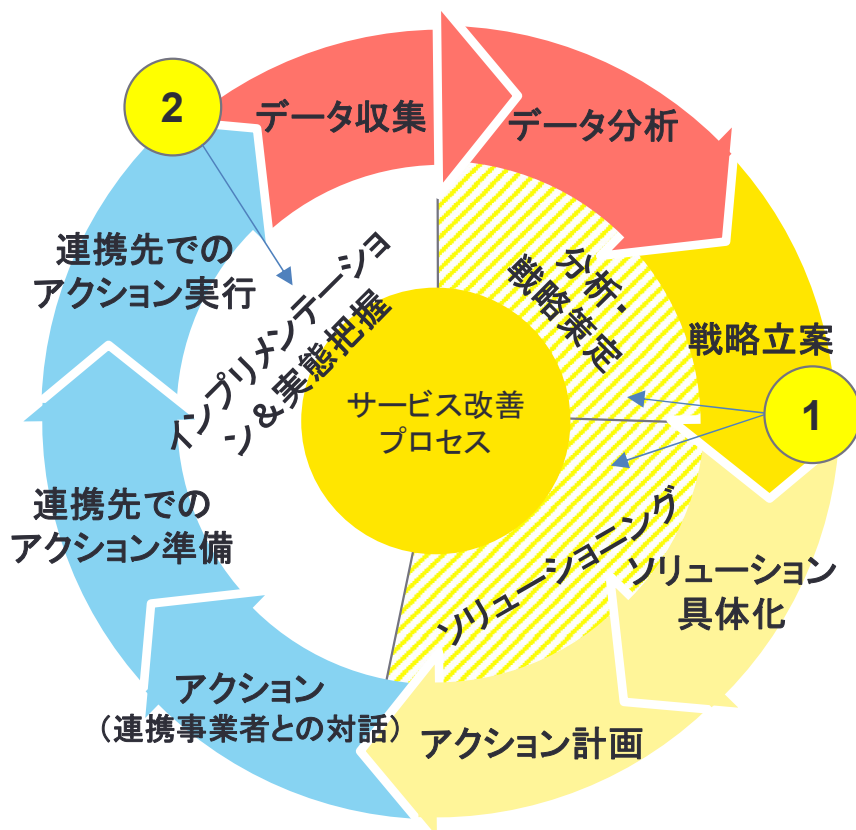 2
データ収集
データ分析
連携先での
アクション実行
インプリメンテーショ
ン＆実態把握
分析・
戦略策定
戦略立案
サービス改善
プロセス
1
連携先での
アクション準備
ソリューショニング
ソリューション
具体化
アクション
（連携事業者との対話）
アクション計画